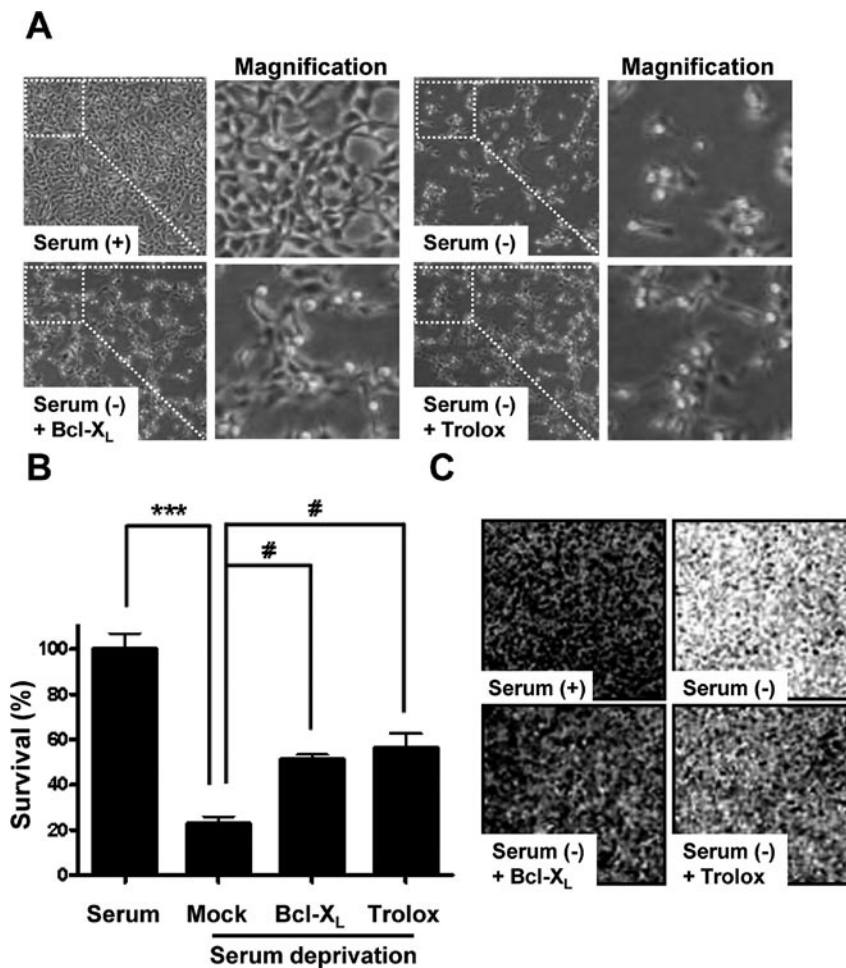 A
Magnification
Magnification
Serum (+)
Serum (-)
Serum (-)
+ Bcl-XL
Serum (-)
+ Trolox
B
***
#
#
Survival (%)
100
80
60
40
20
0
Serum
Mock
Bcl-XL
Trolox
Serum deprivation
C
Serum (+)
Serum (-)
Serum (-)
+ Bcl-XL
Serum (-)
+ Trolox